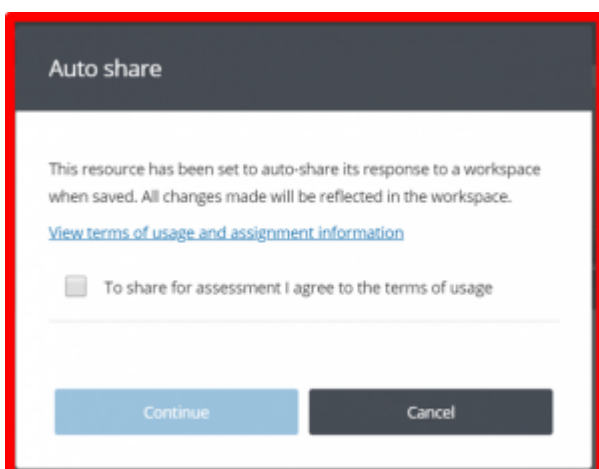 Auto share
This resource has been set to auto-share its response to a workspace
when saved. All changes made will be reflected in the workspace.
View terms of usage and assignment information
To share for assessment I agree to the terms of usage
Continue
Cancel